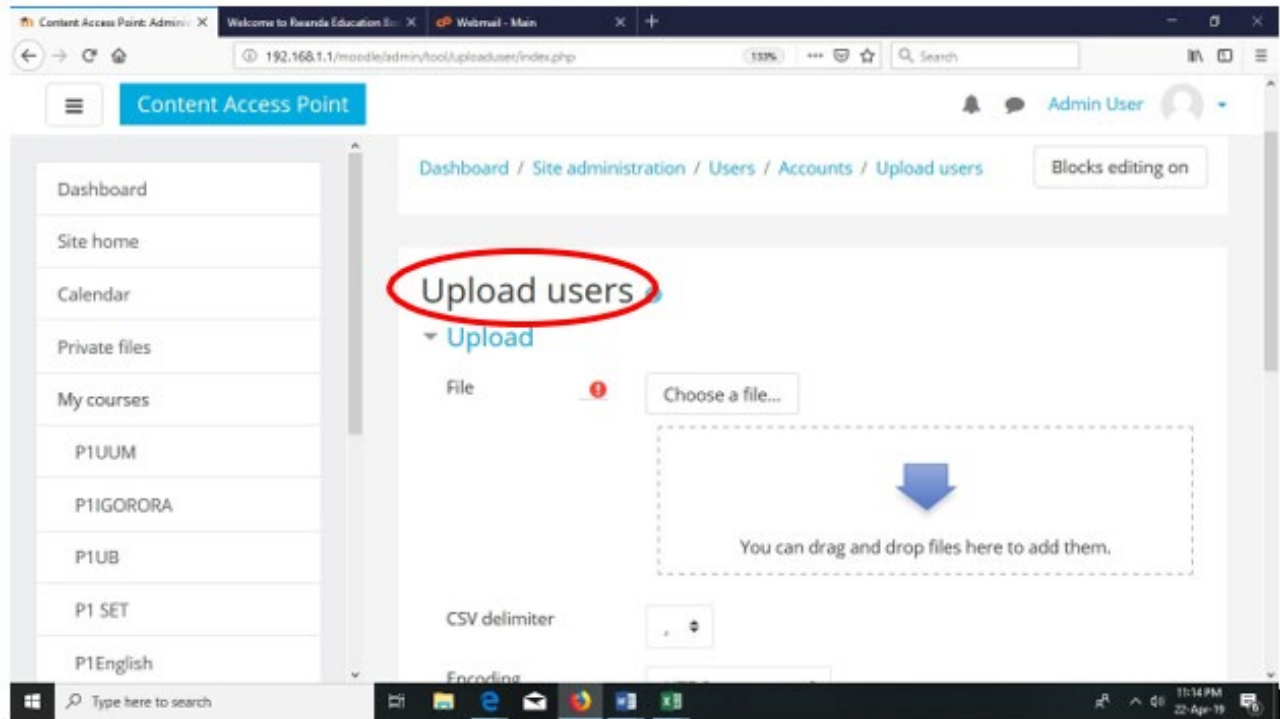 Content Access Point: Admini
Welcome to Rwanda Education
Webmail - Main
192.168.1.1/moodle/admin/tool/uploaduser/index.php
133%
Search
Content Access Point
Admin User
Dashboard / Site administration / Users / Accounts / Upload users
Blocks editing on
Dashboard
Site home
Calendar
Private files
My courses
P1UUM
P1IGORORA
P1UB
P1 SET
P1English
Upload users
Upload
File
Choose a file...
You can drag and drop files here to add them.
CSV delimiter
,
Encoding
Type here to search
11:14 PM
22-Apr-19